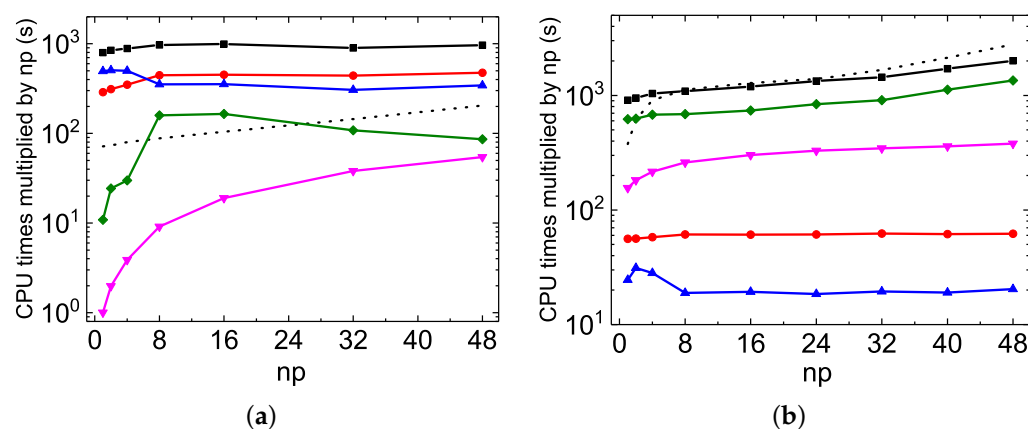 CPU times multiplied by np (s)
10³
10²
10¹
10⁰
0 8 16 24 32 40 48
np
(a)
CPU times multiplied by np (s)
10³
10²
10¹
0 8 16 24 32 40 48
np
(b)